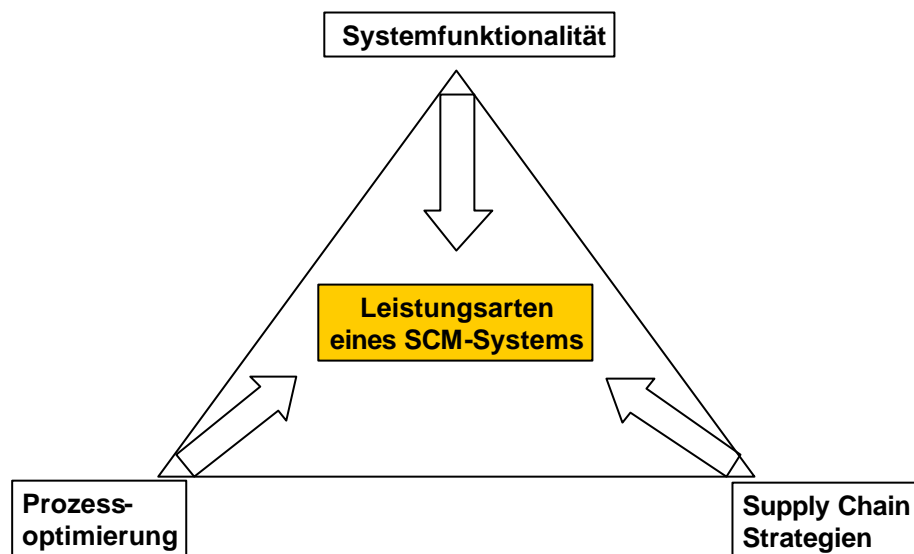 Systemfunktionalität
Leistungsarten
eines SCM-Systems
Prozess-
optimierung
Supply Chain
Strategien